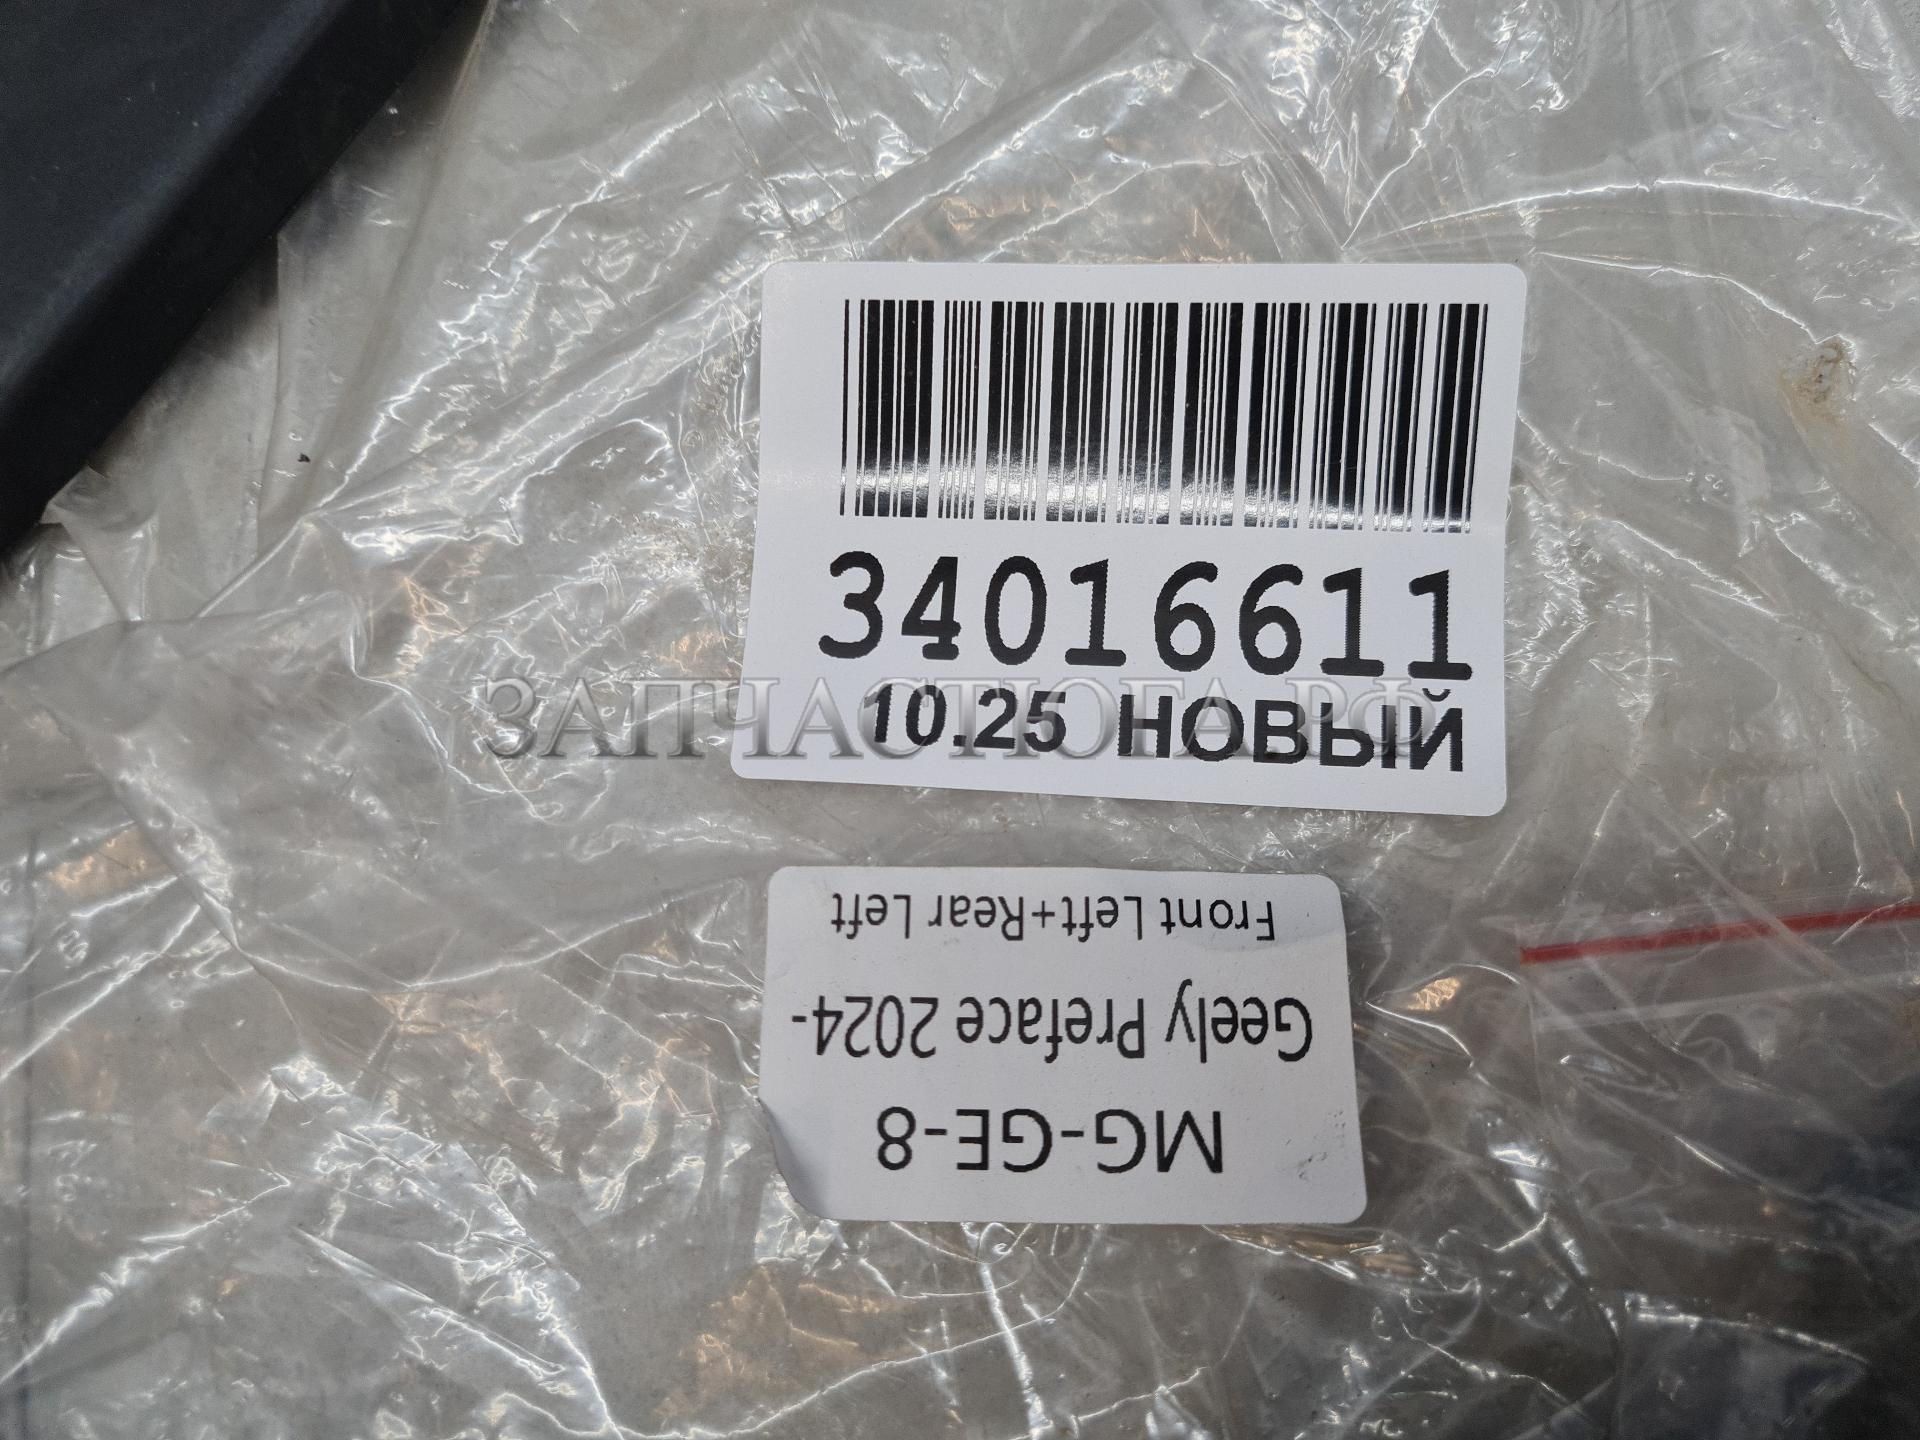 34016611
10.25 НОВЫЙ
ЗАПЧАСТЮГА.РФ
MG-GE-8
Geely Preface 2024-
Front Left+Rear Left